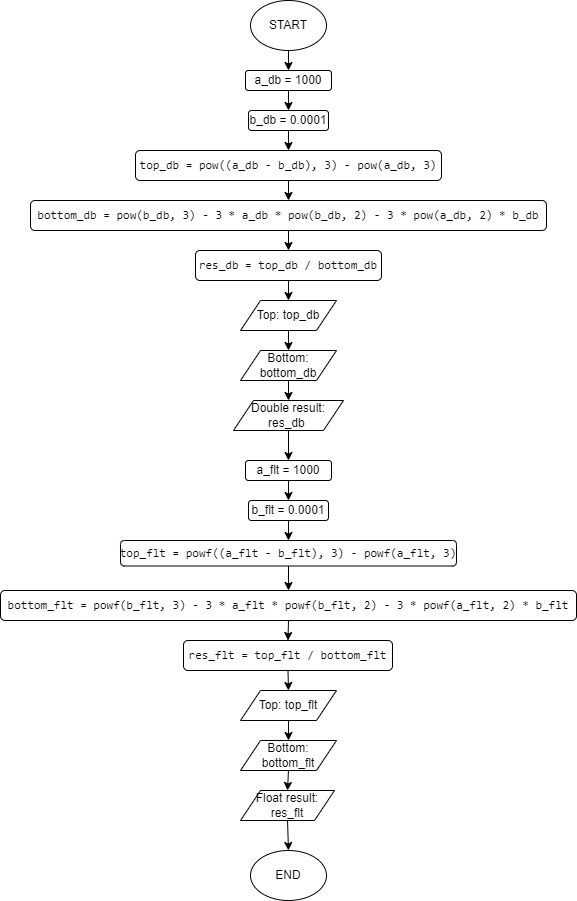 START
a_db = 1000
b_db = 0.0001
top_db = pow((a_db - b_db), 3) - pow(a_db, 3)
bottom_db = pow(b_db, 3) - 3 * a_db * pow(b_db, 2) - 3 * pow(a_db, 2) * b_db
res_db = top_db / bottom_db
Top: top_db
Bottom:
bottom_db
Double result:
res_db
a_flt = 1000
b_flt = 0.0001
top_flt = powf((a_flt - b_flt), 3) - powf(a_flt, 3)
bottom_flt = powf(b_flt, 3) - 3 * a_flt * powf(b_flt, 2) - 3 * powf(a_flt, 2) * b_flt
res_flt = top_flt / bottom_flt
Top: top_flt
Bottom:
bottom_flt
Float result:
res_flt
END